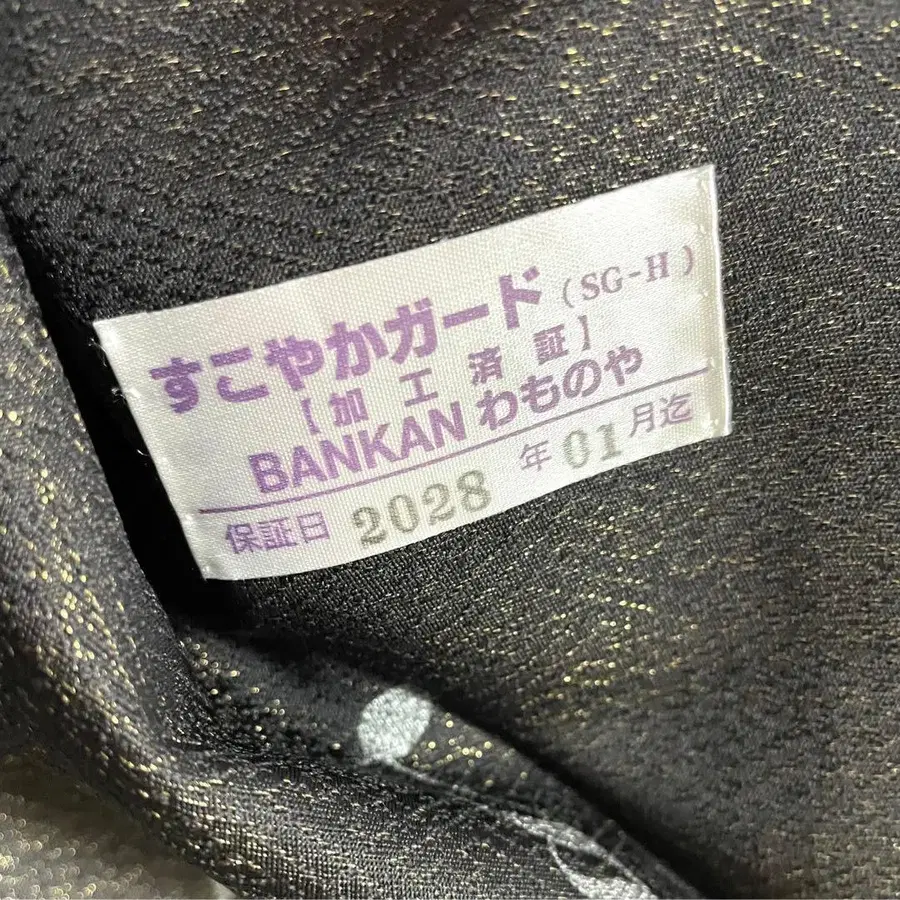 すこやかガード（SG-H）
【加工済証】
BANKAN わものや
保証日 2028 年 01 月迄